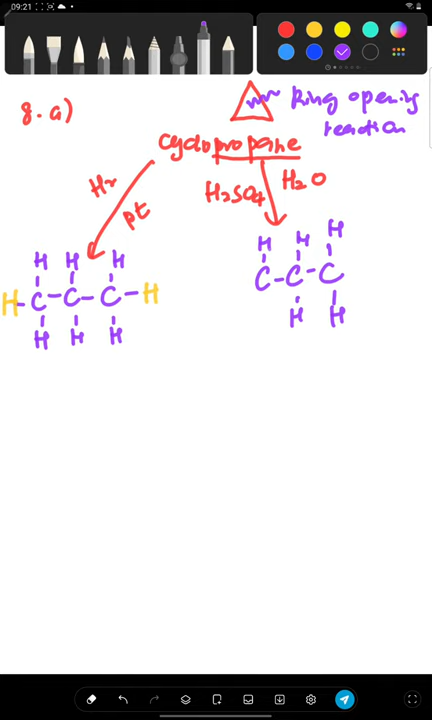 09:21
8. a)
Ring opening
reaction
cyclopropane
H2
pt
H2SO4
H2O
H H H
H-C-C-C-H
H H H
H H H
C-C-C
H H